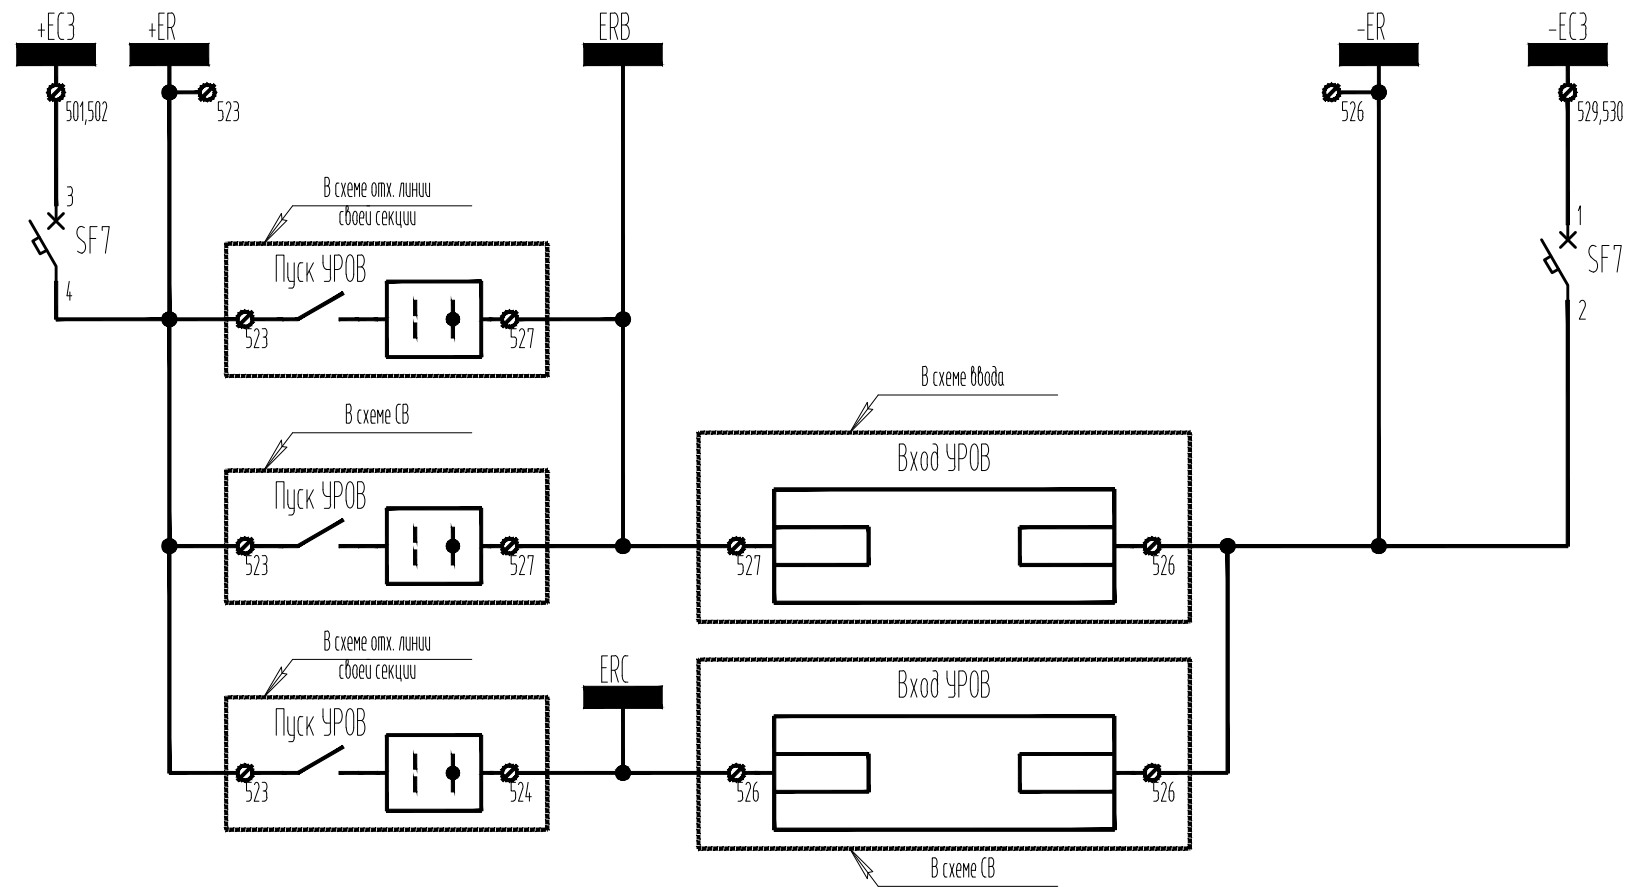 +EC3
+ER
ERB
-ER
-EC3
501,502
523
526
529,530
В схеме отх. линии
своей секции
3
SF7
4
1
SF7
2
Пуск УРОВ
523
527
В схеме ввода
В схеме СВ
Вход УРОВ
Пуск УРОВ
523
527
527
526
В схеме отх. линии
своей секции
ERC
Вход УРОВ
Пуск УРОВ
523
524
526
526
В схеме СВ